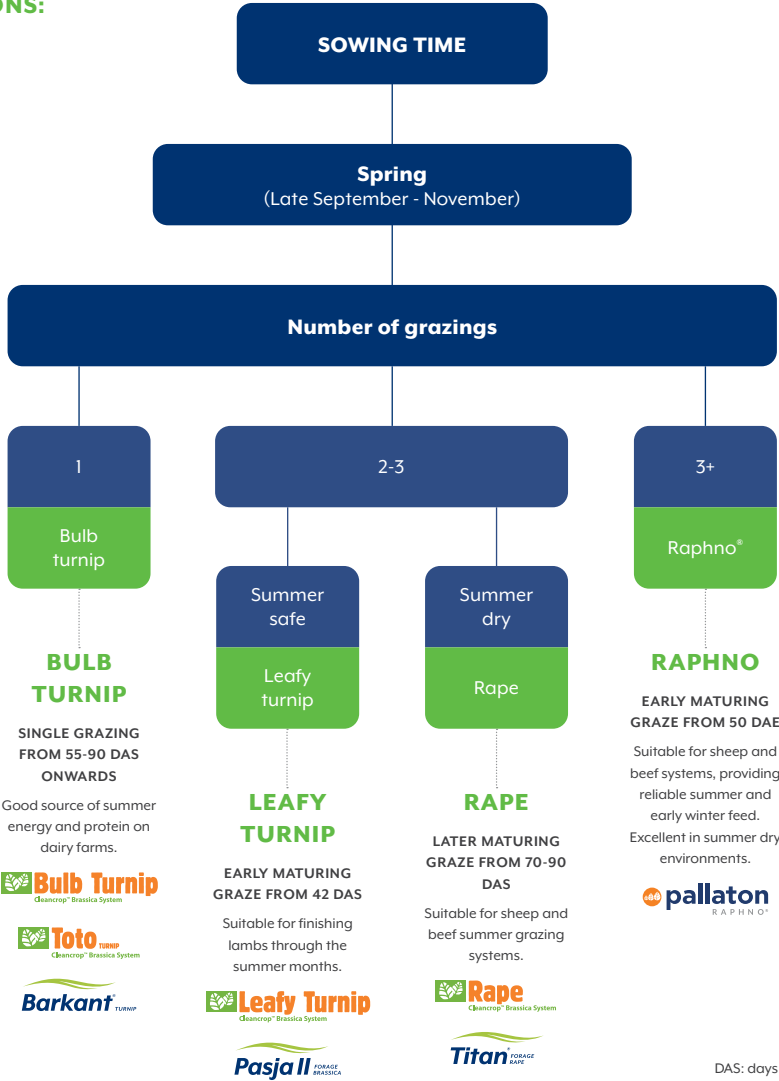 ONS:
SOWING TIME
Spring
(Late September - November)
Number of grazings
1
Bulb
turnip
2-3
3+
Raphno®
Summer
safe
Leafy
turnip
Summer
dry
Rape
BULB
TURNIP
SINGLE GRAZING
FROM 55-90 DAS
ONWARDS
Good source of summer
energy and protein on
dairy farms.
Bulb Turnip
Cleancrop™ Brassica System
Toto TURNIP
Cleancrop™ Brassica System
Barkant® TURNIP
LEAFY
TURNIP
EARLY MATURING
GRAZE FROM 42 DAS
Suitable for finishing
lambs through the
summer months.
Leafy Turnip
Cleancrop™ Brassica System
Pasja II FORAGE
BRASSICA
RAPE
LATER MATURING
GRAZE FROM 70-90
DAS
Suitable for sheep and
beef summer grazing
systems.
Rape
Cleancrop™ Brassica System
Titan® FORAGE
RAPE
RAPHNO
EARLY MATURING
GRAZE FROM 50 DAE
Suitable for sheep and
beef systems, providing
reliable summer and
early winter feed.
Excellent in summer dry
environments.
pallaton
RAPHNO®
DAS: days